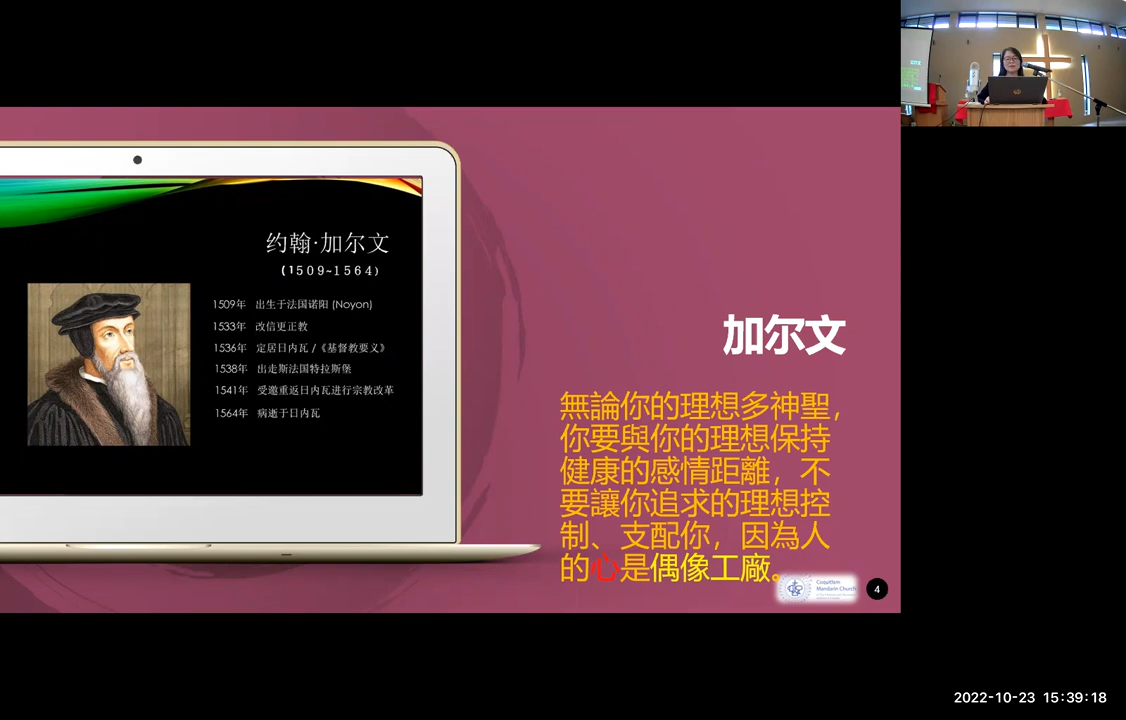 约翰·加尔文
(1509~1564)
1509年 出生于法国诺阳 (Noyon)
1533年 改信更正教
1536年 定居日内瓦 /《基督教要义》
1538年 出走斯法国特拉斯堡
1541年 受邀重返日内瓦进行宗教改革
1564年 病逝于日内瓦
加尔文
無論你的理想多神聖，
你要與你的理想保持
健康的感情距離，不
要讓你追求的理想控
制、支配你，因為人
的心是偶像工廠。
Coquitlam
Mandarin Church
4
2022-10-23 15:39:18